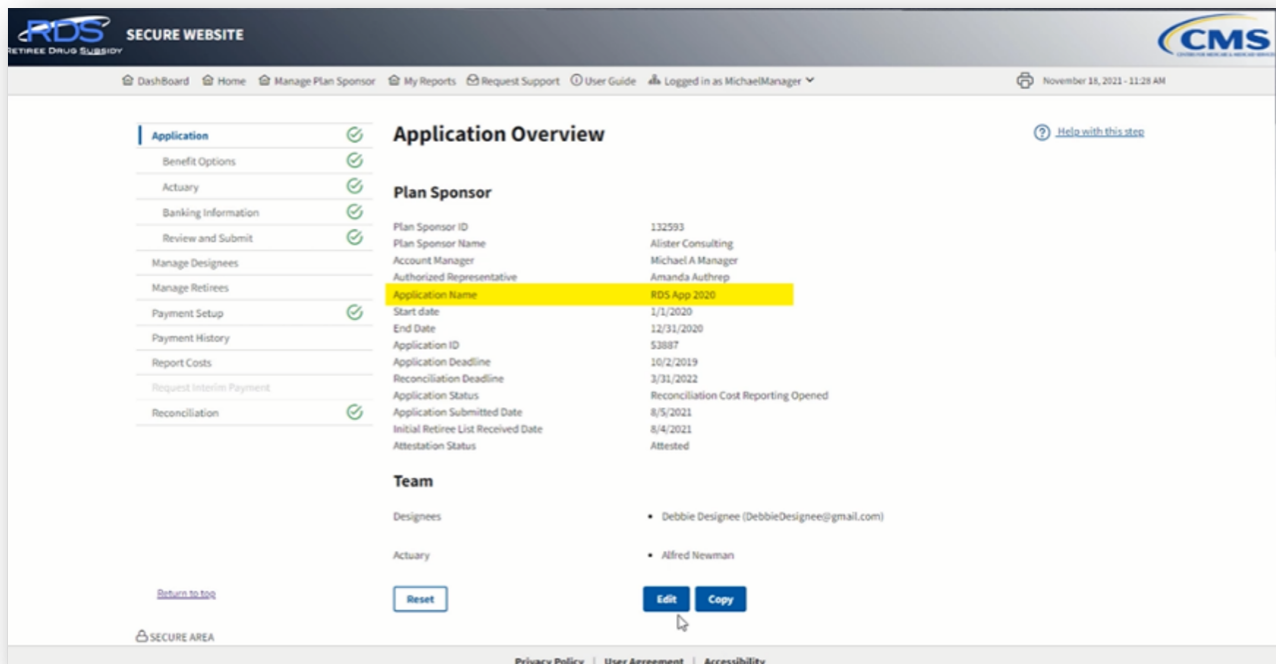 RDS SECURE WEBSITE
RETIREE DRUG SUBSIDY
CMS
CENTERS FOR MEDICARE & MEDICAID SERVICES
DashBoard Home Manage Plan Sponsor My Reports Request Support User Guide Logged in as MichaelManager November 18, 2021 - 11:28 AM
Application
Benefit Options
Actuary
Banking Information
Review and Submit
Manage Designees
Manage Retirees
Payment Setup
Payment History
Report Costs
Request Interim Payment
Reconciliation
Return to top
SECURE AREA
Application Overview
Help with this step
Plan Sponsor
Plan Sponsor ID 132593
Plan Sponsor Name Alister Consulting
Account Manager Michael A Manager
Authorized Representative Amanda Authrep
Application Name RDS App 2020
Start date 1/1/2020
End Date 12/31/2020
Application ID 53887
Application Deadline 10/2/2019
Reconciliation Deadline 3/31/2022
Application Status Reconciliation Cost Reporting Opened
Application Submitted Date 8/5/2021
Initial Retiree List Received Date 8/4/2021
Attestation Status Attested
Team
Designees • Debbie Designee (DebbieDesignee@gmail.com)
Actuary • Alfred Newman
Reset Edit Copy
Privacy Policy | User Agreement | Accessibility